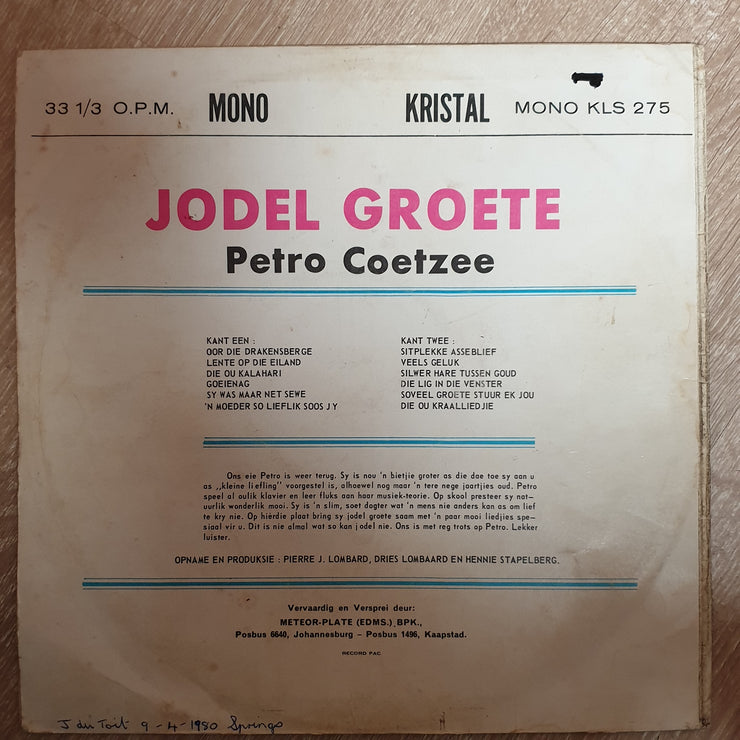 33 1/3 O.P.M. MONO KRISTAL MONO KLS 275
JODEL GROETE
Petro Coetzee
KANT EEN :
OOR DIE DRAKENSBERGE
LENTE OP DIE EILAND
DIE OU KALAHARI
GOEIENAG
SY WAS MAAR NET SEWE
'N MOEDER SO LIEFLIK SOOS JY
KANT TWEE :
SITPLEKKE ASSEBLIEF
VEELS GELUK
SILWER HARE TUSSEN GOUD
DIE LIG IN DIE VENSTER
SOVEEL GROETE STUUR EK JOU
DIE OU KRAALLIEDJIE
Ons eie Petro is weer terug. Sy is nou 'n bietjie groter as die dae toe sy aan u
as ,,kleine liefling" voorgestel is, alhoewel nog maar 'n tere nege jaartjies oud. Petro
speel al oulik klavier en leer fluks aan haar musiek-teorie. Op skool presteer sy nat-
uurlik wonderlik mooi. Sy is 'n slim, soet dogter wat 'n mens nie anders kan as om lief
te kry nie. Op hierdie plaat bring sy jodel groete saam met 'n paar mooi liedjies spe-
siaal vir u. Dit is nie almal wat so kan jodel nie. Ons is met reg trots op Petro. Lekker
luister.
OPNAME EN PRODUKSIE : PIERRE J. LOMBARD, DRIES LOMBAARD EN HENNIE STAPELBERG.
Vervaardig en Versprei deur:
METEOR-PLATE (EDMS.) BPK.,
Posbus 6640, Johannesburg – Posbus 1496, Kaapstad.
RECORD PAC
J du Toit 9 - 4 - 1980 Springs